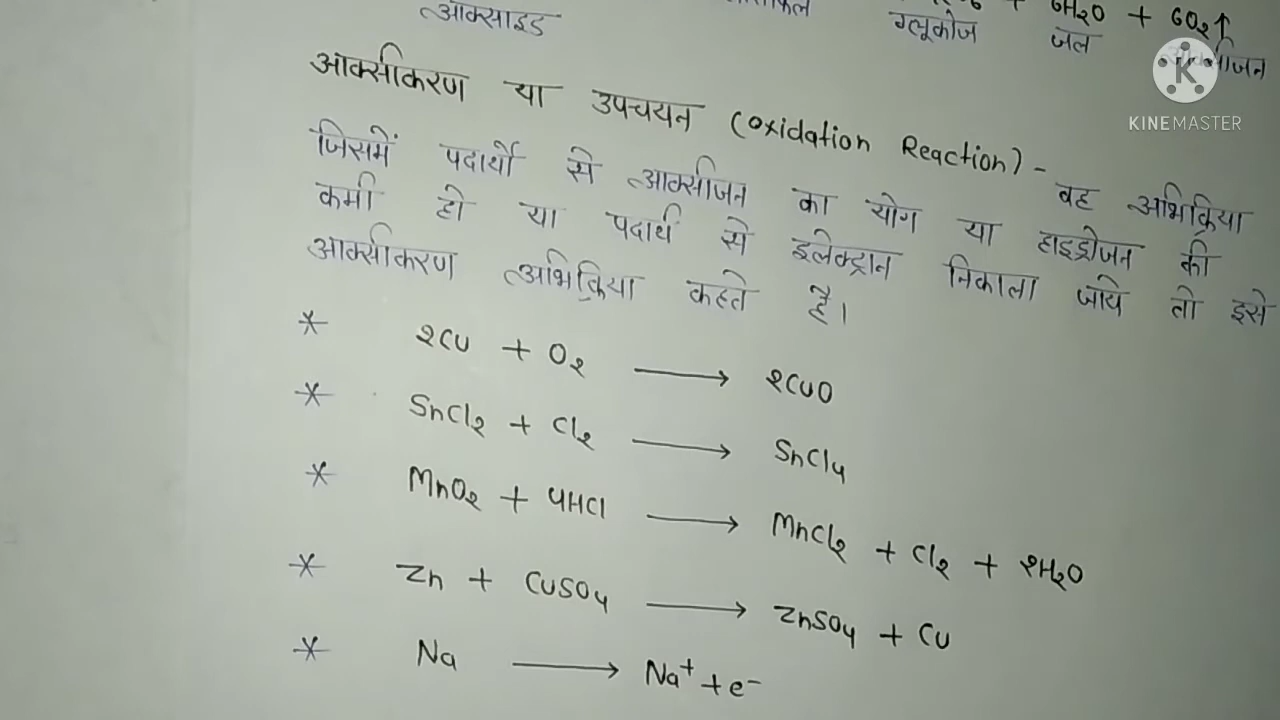 + 6H₂O + 6O₂↑
आक्साइड ग्लूकोज जल
आक्सीकरण या उपचयन (Oxidation Reaction) - वह अभिक्रिया
जिसमें पदार्थो से आक्सीजन का योग या हाइड्रोजन की
कमी हो या पदार्थ से इलेक्ट्रान निकाला जाये तो इसे
आक्सीकरण अभिक्रिया कहते है।
* 2Cu + O₂ ⟶ 2CuO
* SnCl₂ + Cl₂ ⟶ SnCl₄
* MnO₂ + 4HCl ⟶ MnCl₂ + Cl₂ + 2H₂O
* Zn + CuSO₄ ⟶ ZnSO₄ + Cu
* Na ⟶ Na⁺ + e⁻
K
KINEMASTER